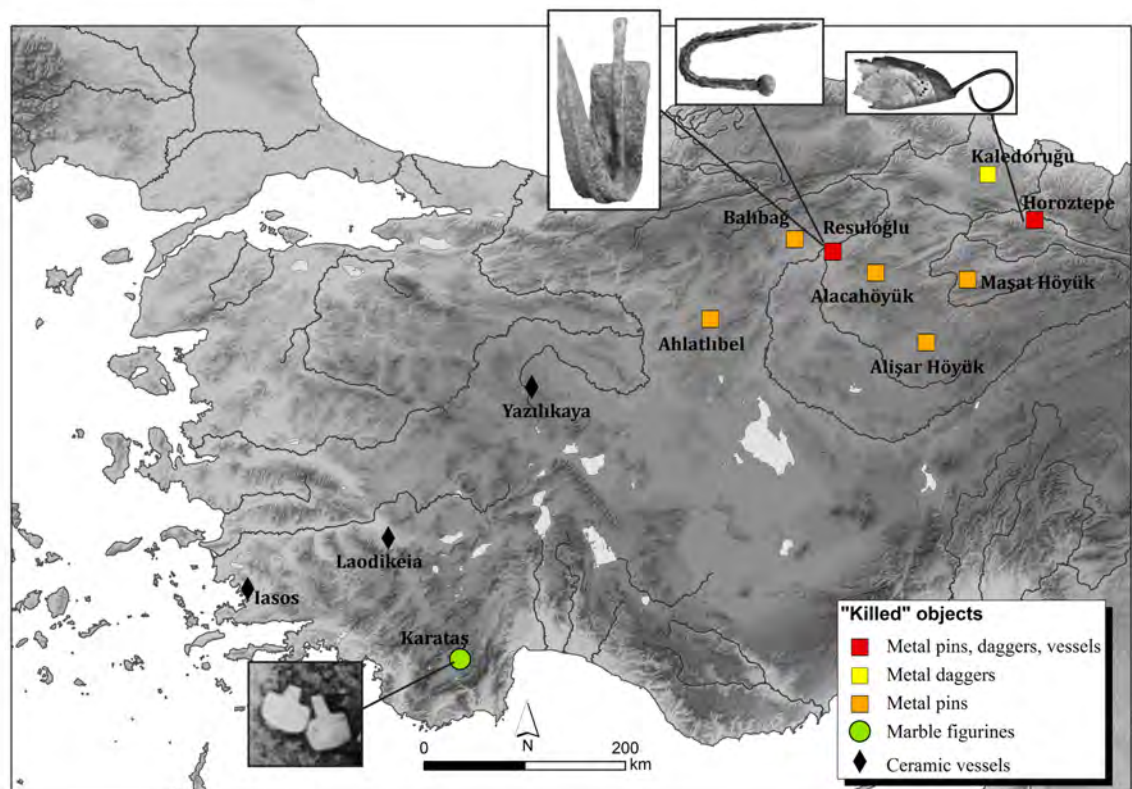 Kaledoruğu
Horoztepe
Balıbağ
Resuloğlu
Alacahöyük
Maşat Höyük
Ahlatlıbel
Alişar Höyük
Yazılıkaya
Laodikeia
Iasos
Karataş
0 N 200
km
"Killed" objects
Metal pins, daggers, vessels
Metal daggers
Metal pins
Marble figurines
Ceramic vessels